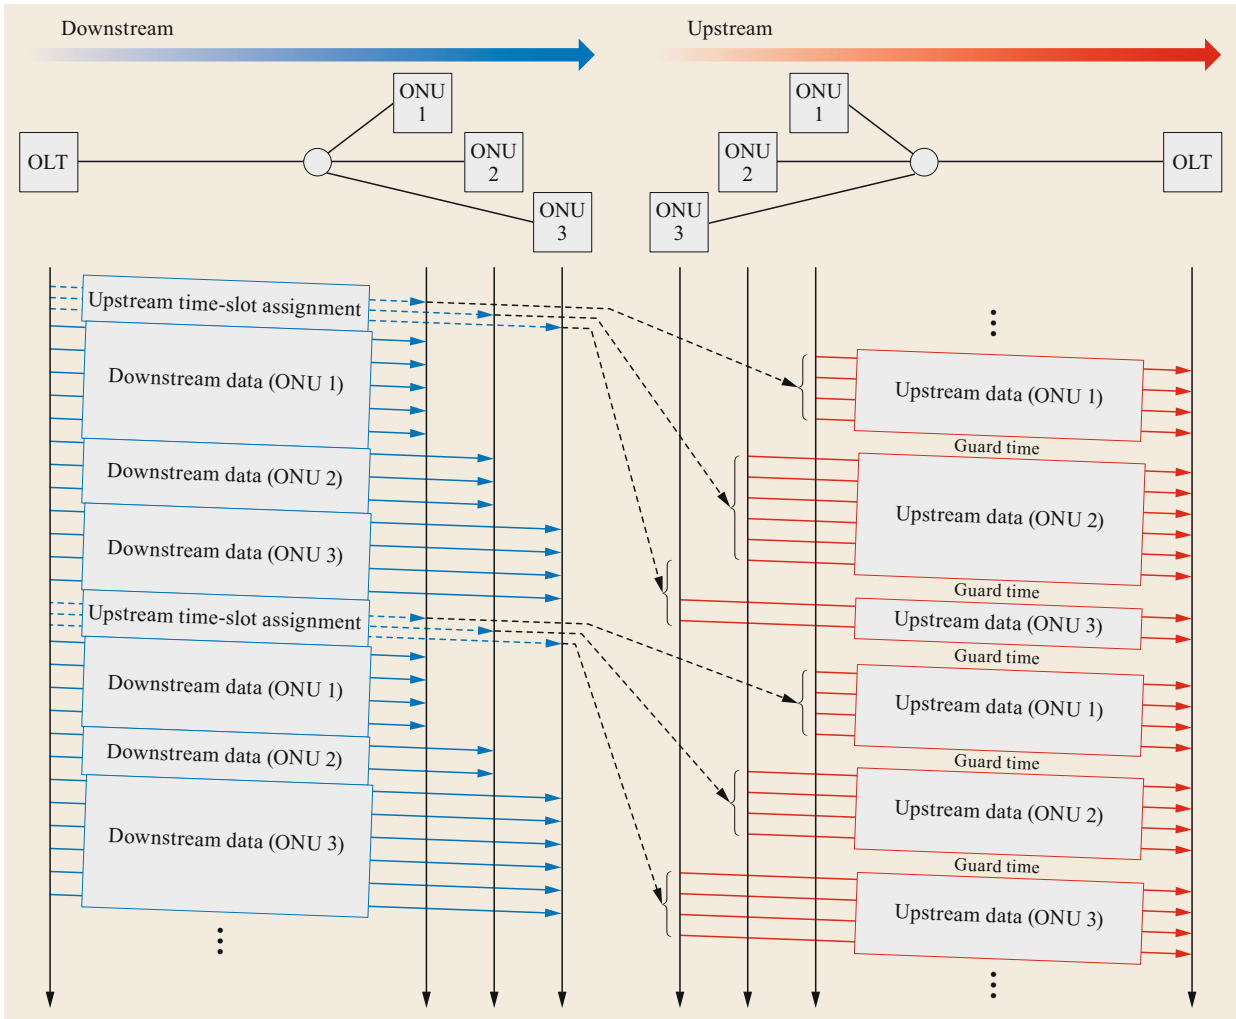 Downstream
OLT
ONU
1
ONU
2
ONU
3
Upstream time-slot assignment
Downstream data (ONU 1)
Downstream data (ONU 2)
Downstream data (ONU 3)
Upstream time-slot assignment
Downstream data (ONU 1)
Downstream data (ONU 2)
Downstream data (ONU 3)
Upstream
ONU
1
ONU
2
ONU
3
OLT
Upstream data (ONU 1)
Guard time
Upstream data (ONU 2)
Guard time
Upstream data (ONU 3)
Guard time
Upstream data (ONU 1)
Guard time
Upstream data (ONU 2)
Guard time
Upstream data (ONU 3)